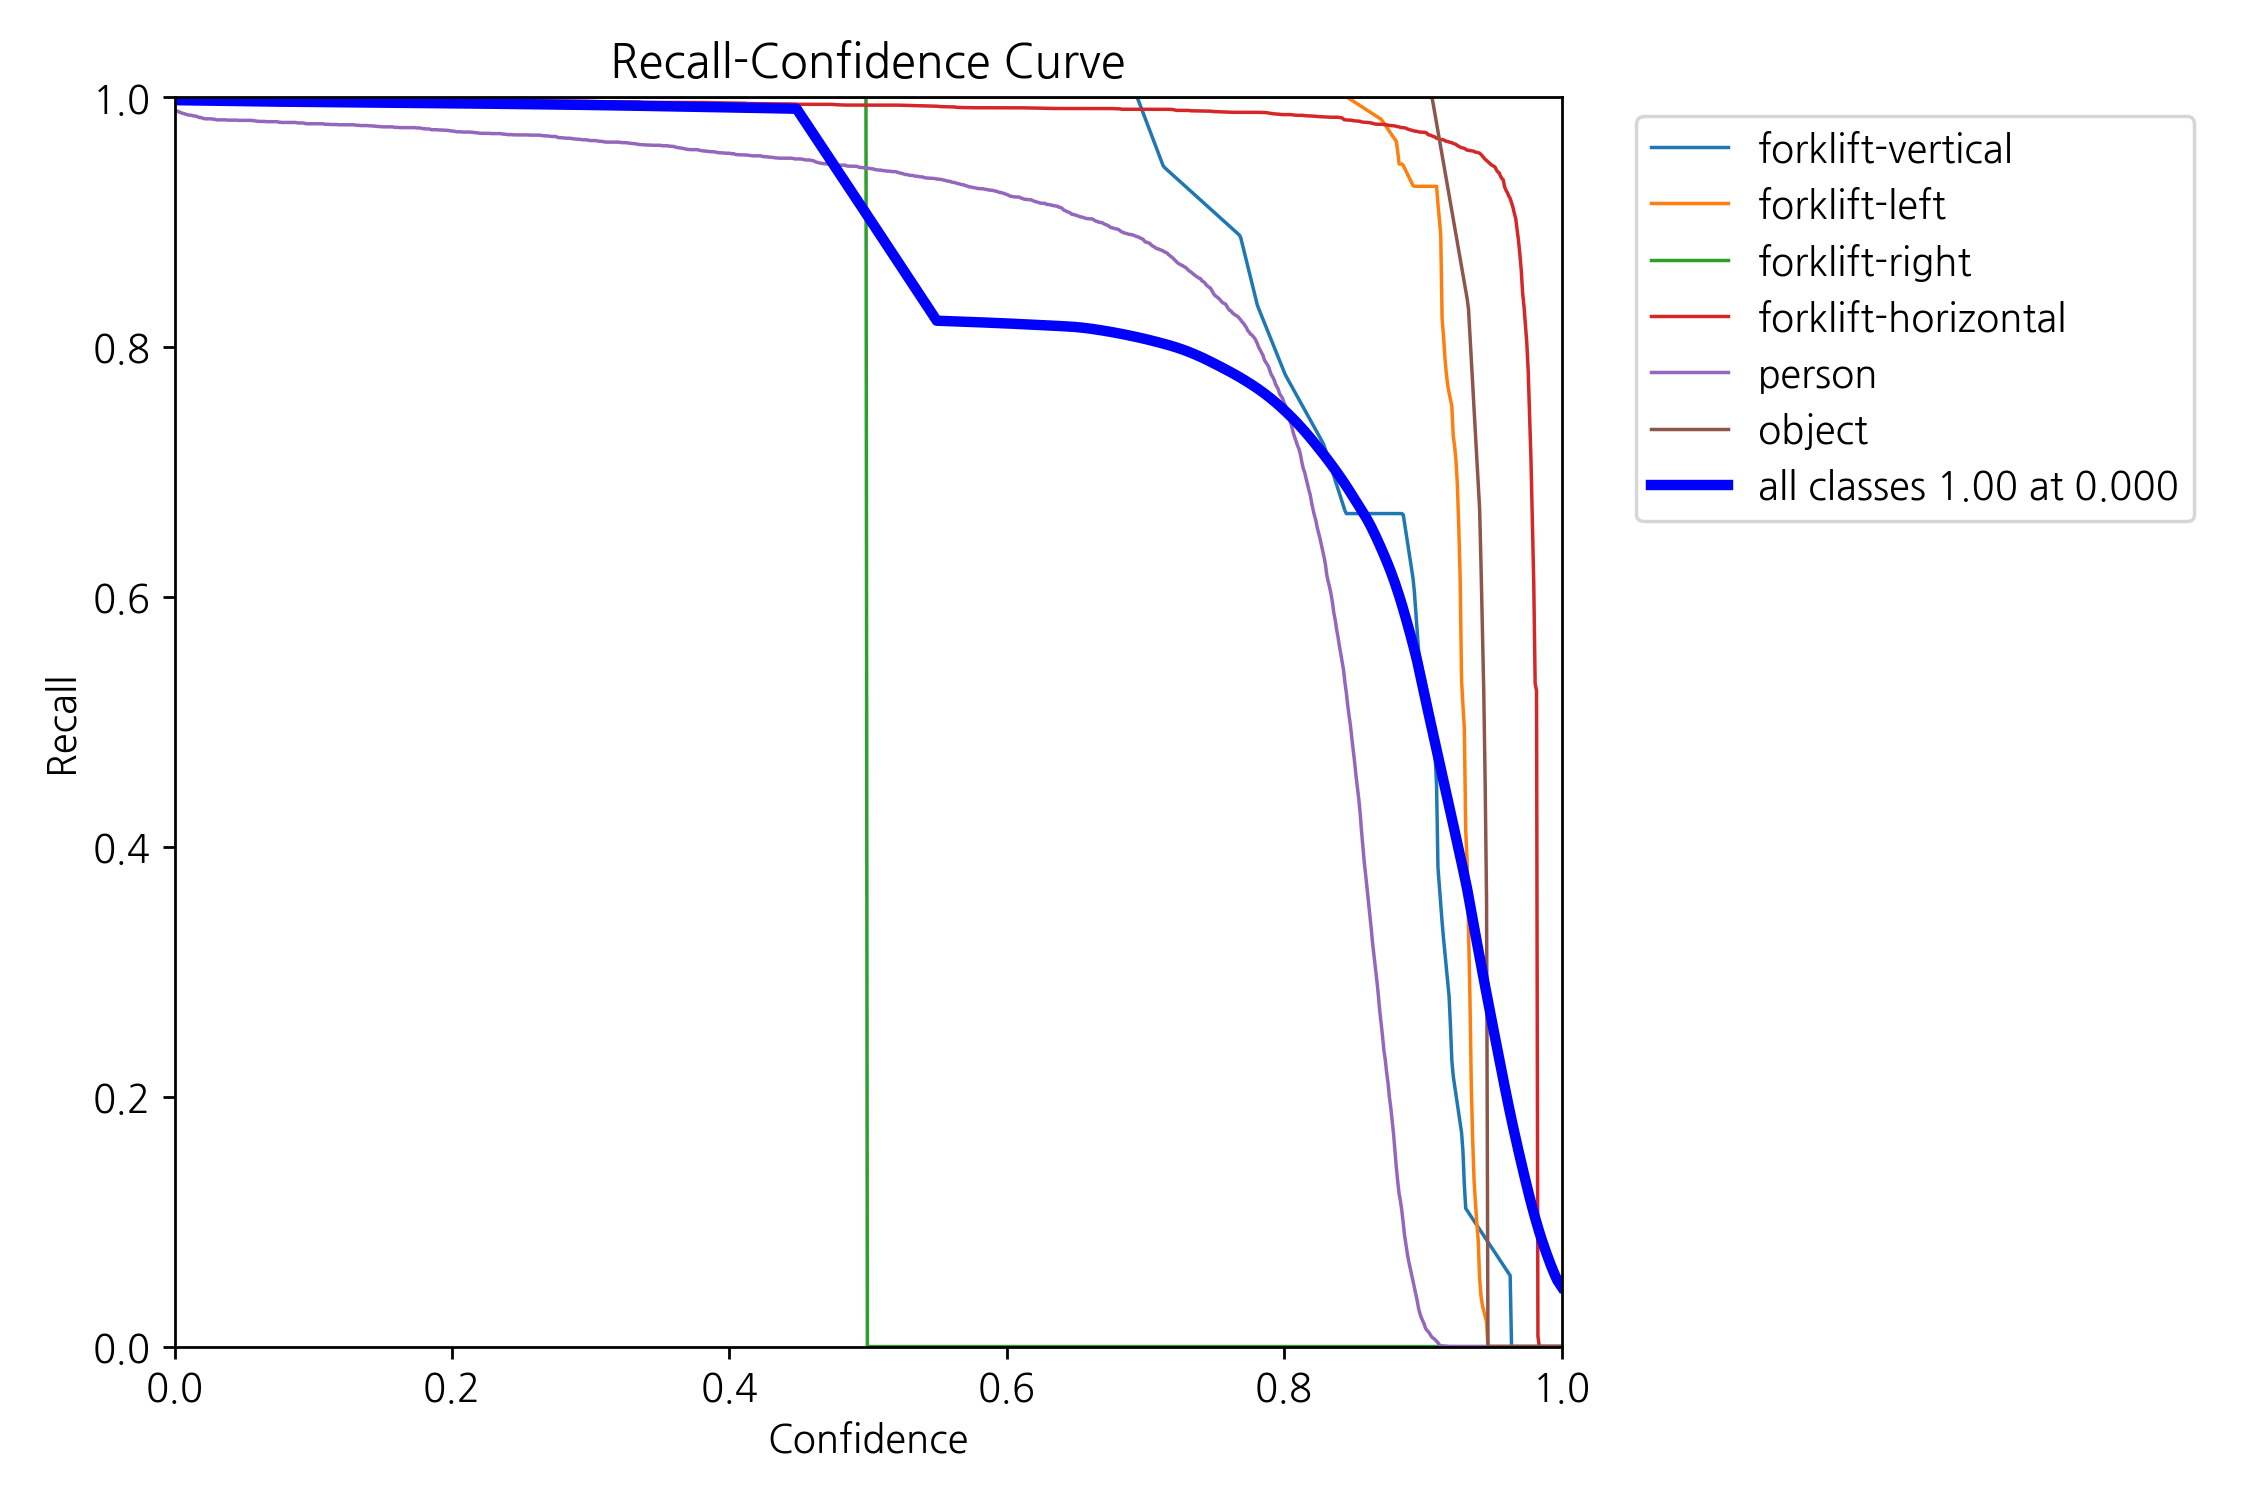 Recall-Confidence Curve
1.0
0.8
0.6
0.4
0.2
0.0
Recall
0.0 0.2 0.4 0.6 0.8 1.0
Confidence
forklift-vertical
forklift-left
forklift-right
forklift-horizontal
person
object
all classes 1.00 at 0.000